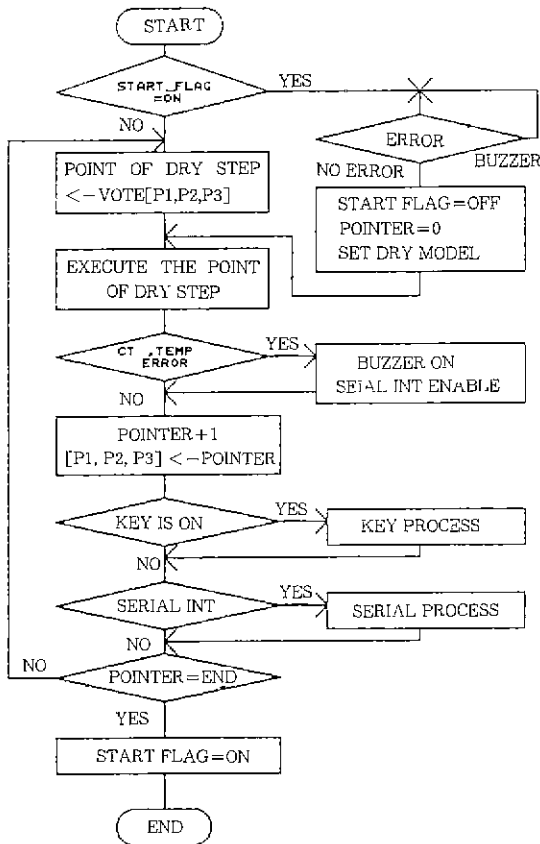 START
START_FLAG
=ON
YES
NO
ERROR
NO ERROR
BUZZER
POINT OF DRY STEP
<-VOTE[P1,P2,P3]
START FLAG=OFF
POINTER=0
SET DRY MODEL
EXECUTE THE POINT
OF DRY STEP
CT ,TEMP
ERROR
YES
NO
BUZZER ON
SEIAL INT ENABLE
POINTER+1
[P1, P2, P3] <-POINTER
KEY IS ON
YES
NO
KEY PROCESS
SERIAL INT
YES
NO
SERIAL PROCESS
POINTER=END
NO
YES
START FLAG=ON
END